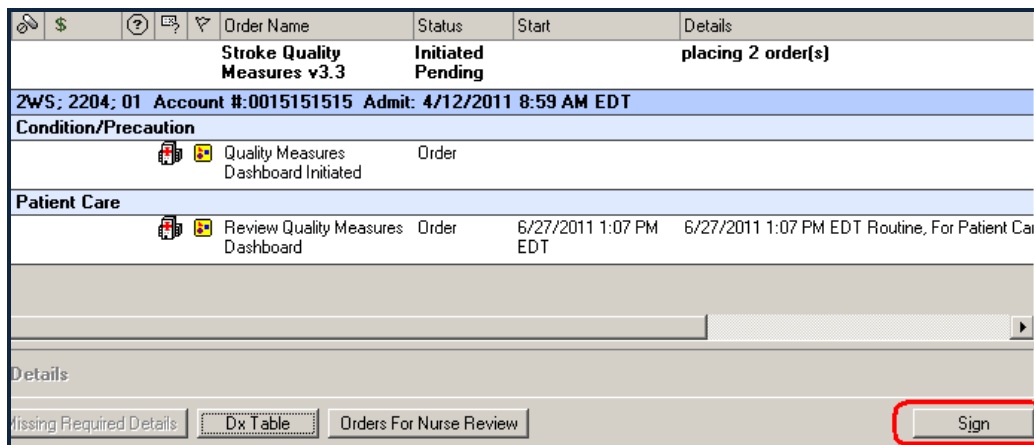 $ Order Name Status Start Details
Stroke Quality Initiated placing 2 order(s)
Measures v3.3 Pending
2WS; 2204; 01 Account #:0015151515 Admit: 4/12/2011 8:59 AM EDT
Condition/Precaution
Quality Measures Order
Dashboard Initiated
Patient Care
Review Quality Measures Order 6/27/2011 1:07 PM 6/27/2011 1:07 PM EDT Routine, For Patient Car
Dashboard EDT
Details
Missing Required Details Dx Table Orders For Nurse Review Sign